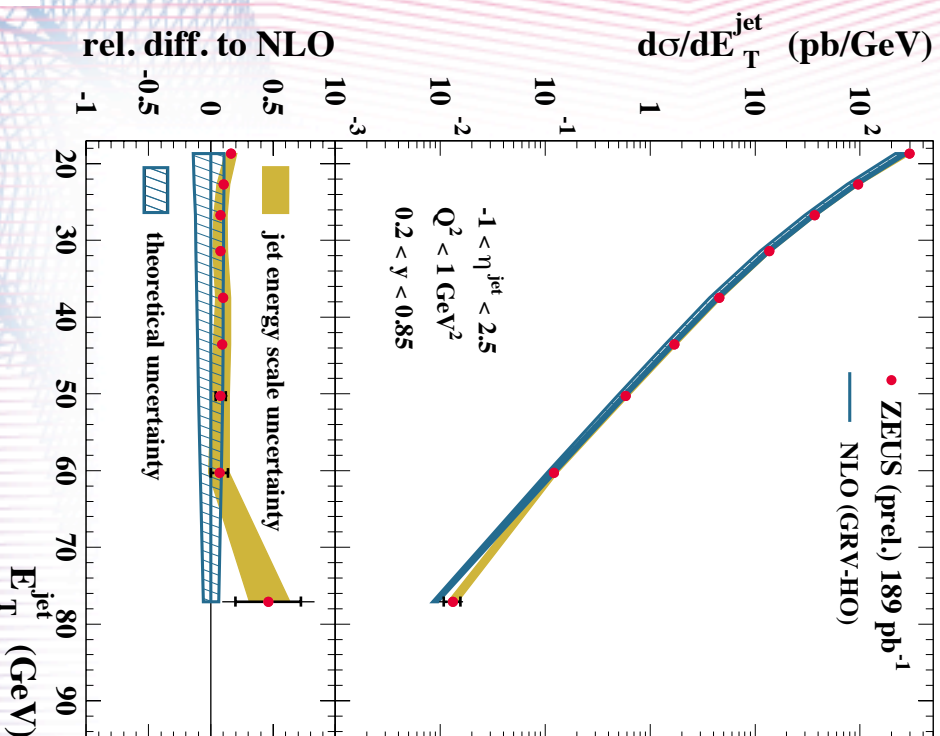 dσ/dE_T^jet (pb/GeV)
10^2
10
1
10^-1
10^-2
10^-3
ZEUS (prel.) 189 pb^-1
NLO (GRV-HO)
-1 < η^jet < 2.5
Q^2 < 1 GeV^2
0.2 < y < 0.85
rel. diff. to NLO
0.5
0
-0.5
-1
jet energy scale uncertainty
theoretical uncertainty
20 30 40 50 60 70 80 90
E_T^jet (GeV)